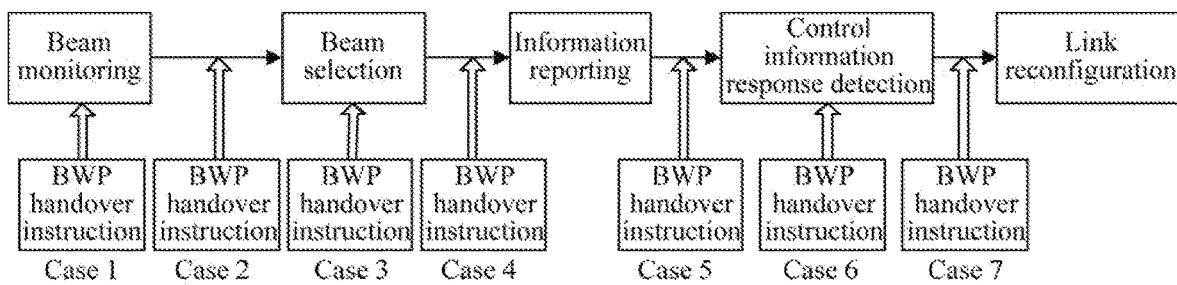 Beam
monitoring
Beam
selection
Information
reporting
Control
information
response detection
Link
reconfiguration
BWP
handover
instruction
BWP
handover
instruction
BWP
handover
instruction
BWP
handover
instruction
BWP
handover
instruction
BWP
handover
instruction
BWP
handover
instruction
Case 1
Case 2
Case 3
Case 4
Case 5
Case 6
Case 7